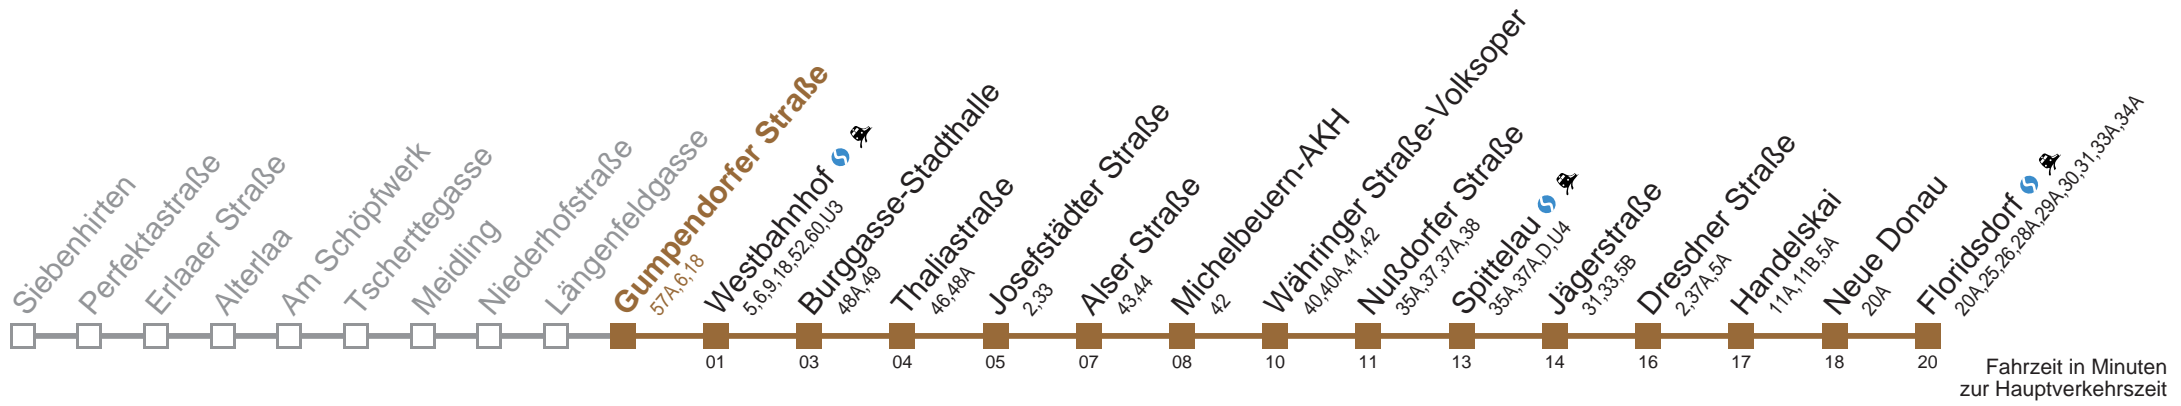 Siebenhirten
Perfektastraße
Erlaaer Straße
Alterlaa
Am Schöpfwerk
Tscherttegasse
Meidling
Niederhofstraße
Längenfeldgasse
Gumpendorfer Straße
57A,6,18
Westbahnhof
5,6,9,18,52,60,U3
01
Burggasse-Stadthalle
48A,49
03
Thaliastraße
46,48A
04
Josefstädter Straße
2,33
05
Alser Straße
43,44
07
Michelbeuern-AKH
42
08
Währinger Straße-Volksoper
40,40A,41,42
10
Nußdorfer Straße
35A,37,37A,38
11
Spittelau
35A,37A,D,U4
13
Jägerstraße
31,33,5B
14
Dresdner Straße
2,37A,5A
16
Handelskai
11A,11B,5A
17
Neue Donau
20A
18
Floridsdorf
20A,25,26,28A,29A,30,31,33A,34A
20
Fahrzeit in Minuten
zur Hauptverkehrszeit